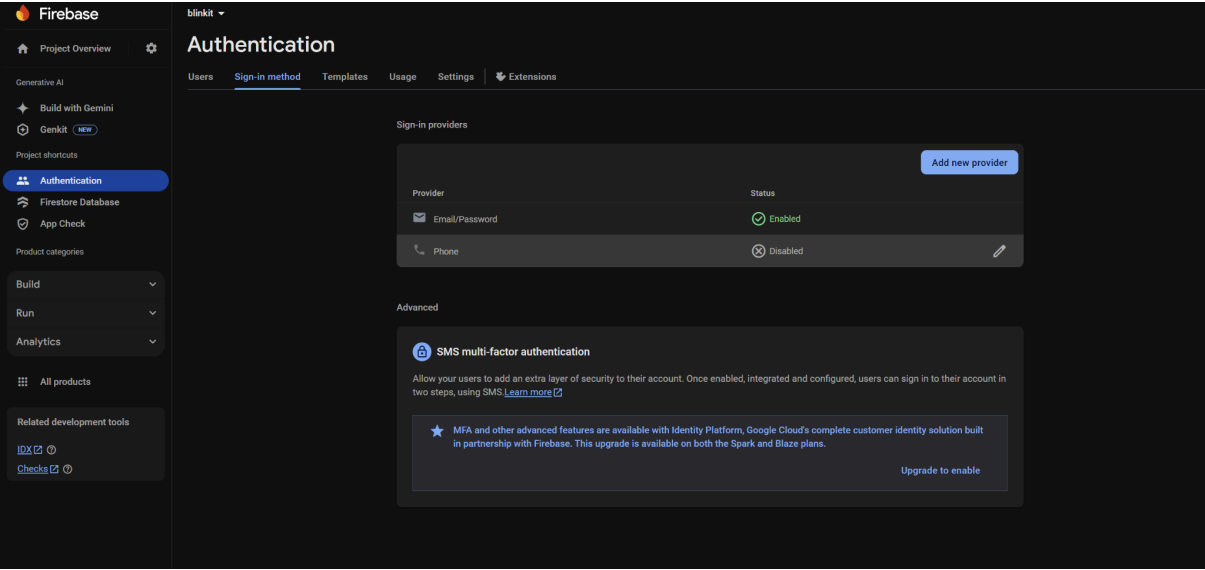 Firebase
Project Overview
Generative AI
Build with Gemini
Genkit NEW
Project shortcuts
Authentication
Firestore Database
App Check
Product categories
Build
Run
Analytics
All products
Related development tools
IDX
Checks
blinkit
Authentication
Users Sign-in method Templates Usage Settings Extensions
Sign-in providers
Add new provider
Provider Status
Email/Password Enabled
Phone Disabled
Advanced
SMS multi-factor authentication
Allow your users to add an extra layer of security to their account. Once enabled, integrated and configured, users can sign in to their account in
two steps, using SMS.Learn more
MFA and other advanced features are available with Identity Platform, Google Cloud's complete customer identity solution built
in partnership with Firebase. This upgrade is available on both the Spark and Blaze plans.
Upgrade to enable